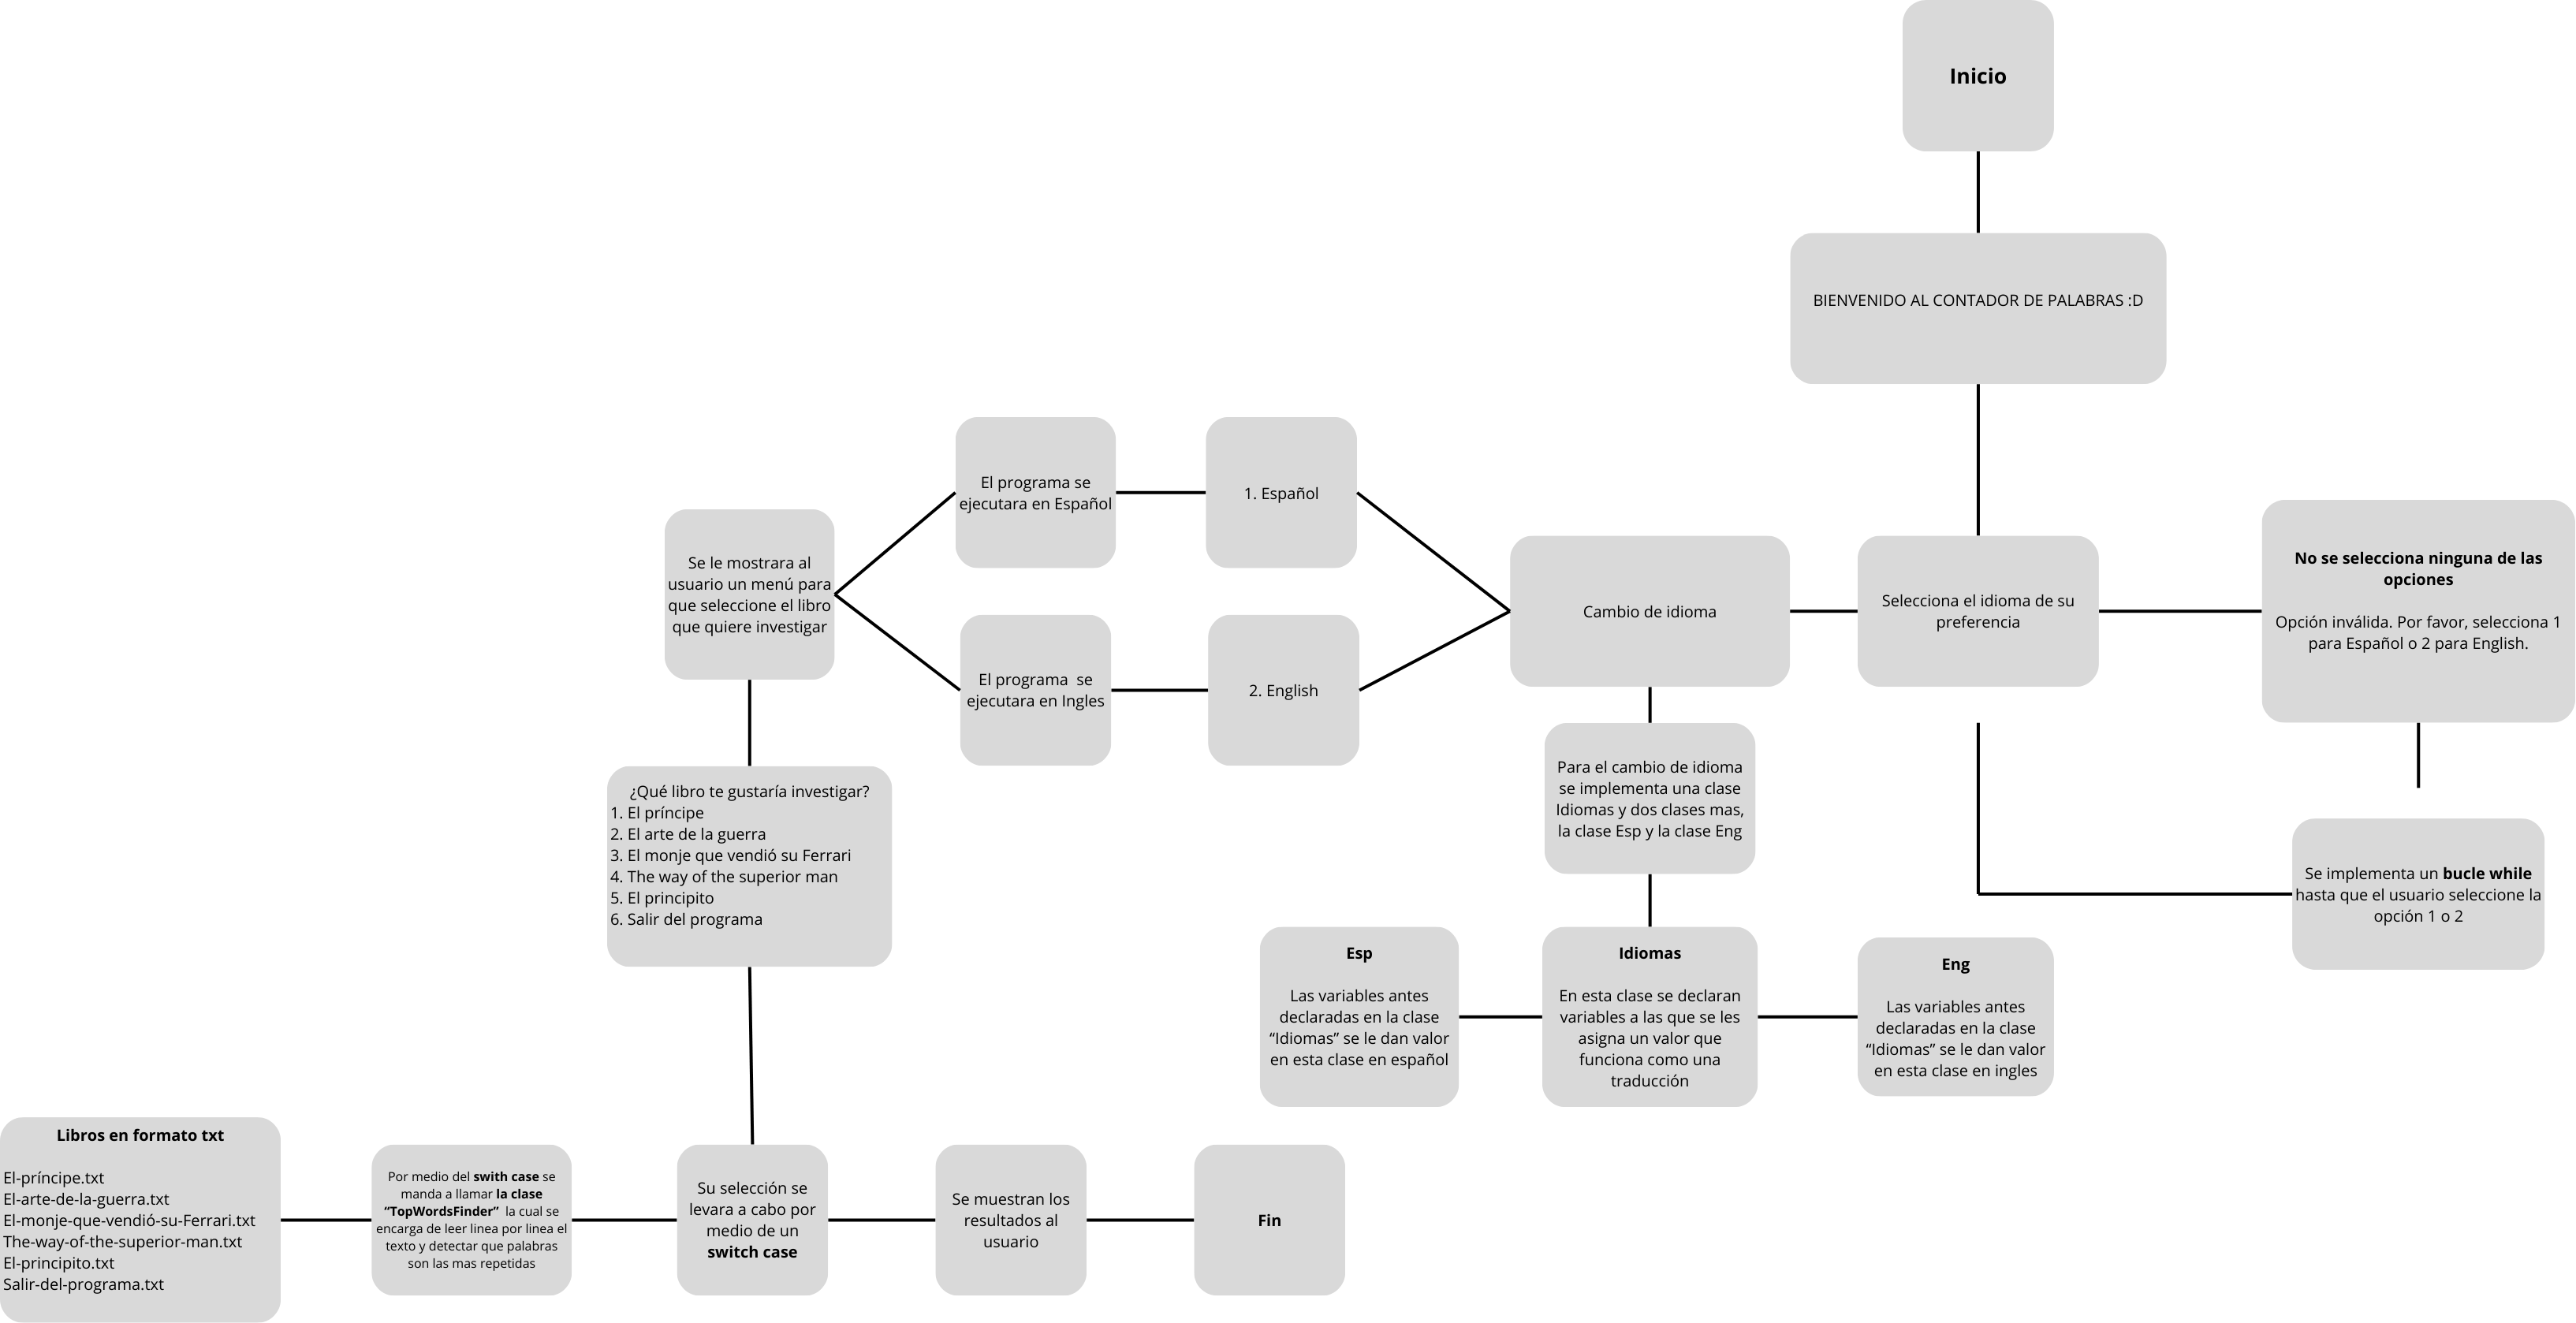 Inicio
BIENVENIDO AL CONTADOR DE PALABRAS :D
Selecciona el idioma de su
preferencia
No se selecciona ninguna de las
opciones
Opción inválida. Por favor, selecciona 1
para Español o 2 para English.
Se implementa un bucle while
hasta que el usuario seleccione la
opción 1 o 2
Cambio de idioma
Para el cambio de idioma
se implementa una clase
Idiomas y dos clases mas,
la clase Esp y la clase Eng
Esp
Las variables antes
declaradas en la clase
“Idiomas” se le dan valor
en esta clase en español
Idiomas
En esta clase se declaran
variables a las que se les
asigna un valor que
funciona como una
traducción
Eng
Las variables antes
declaradas en la clase
“Idiomas” se le dan valor
en esta clase en ingles
1. Español
El programa se
ejecutara en Español
2. English
El programa  se
ejecutara en Ingles
Se le mostrara al
usuario un menú para
que seleccione el libro
que quiere investigar
¿Qué libro te gustaría investigar?
1. El príncipe
2. El arte de la guerra
3. El monje que vendió su Ferrari
4. The way of the superior man
5. El principito
6. Salir del programa
Su selección se
levara a cabo por
medio de un
switch case
Por medio del swith case se
manda a llamar la clase
“TopWordsFinder”  la cual se
encarga de leer linea por linea el
texto y detectar que palabras
son las mas repetidas
Libros en formato txt
El-príncipe.txt
El-arte-de-la-guerra.txt
El-monje-que-vendió-su-Ferrari.txt
The-way-of-the-superior-man.txt
El-principito.txt
Salir-del-programa.txt
Se muestran los
resultados al
usuario
Fin